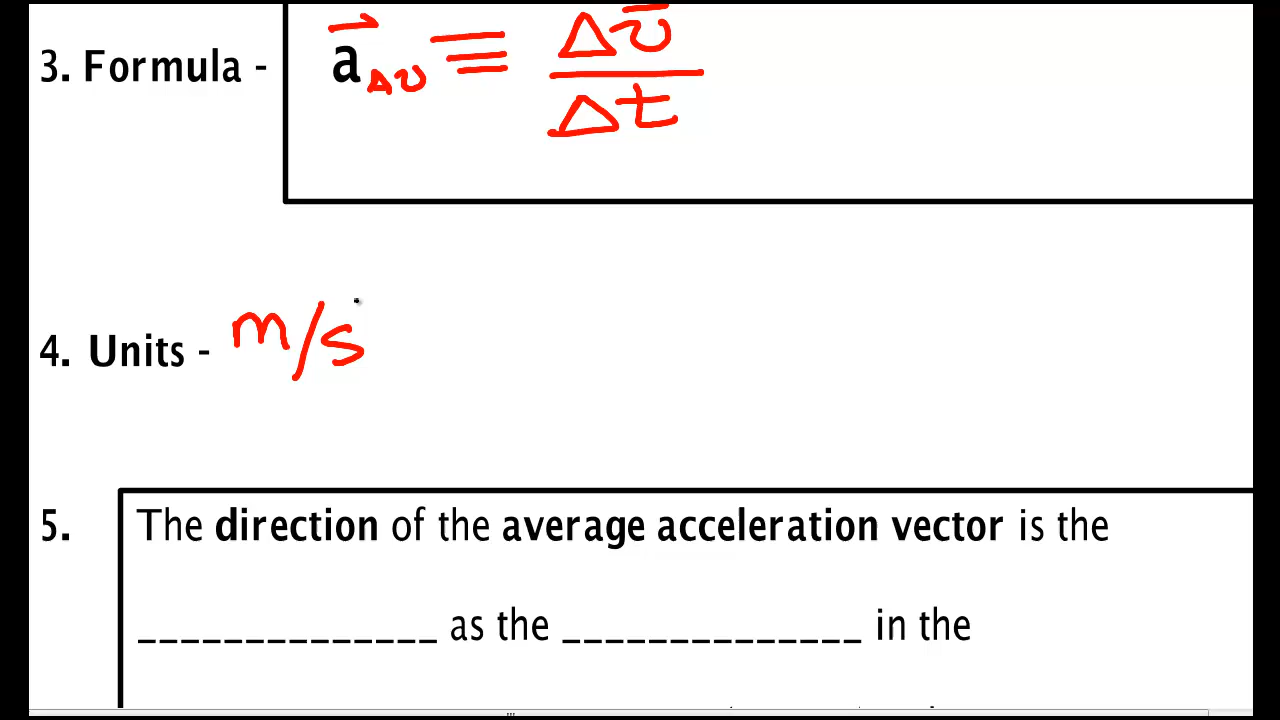 3. Formula - a⃗ₐᵥ ≡ Δv̅ / Δt
4. Units - m/s
5. The direction of the average acceleration vector is the
______________ as the ______________ in the